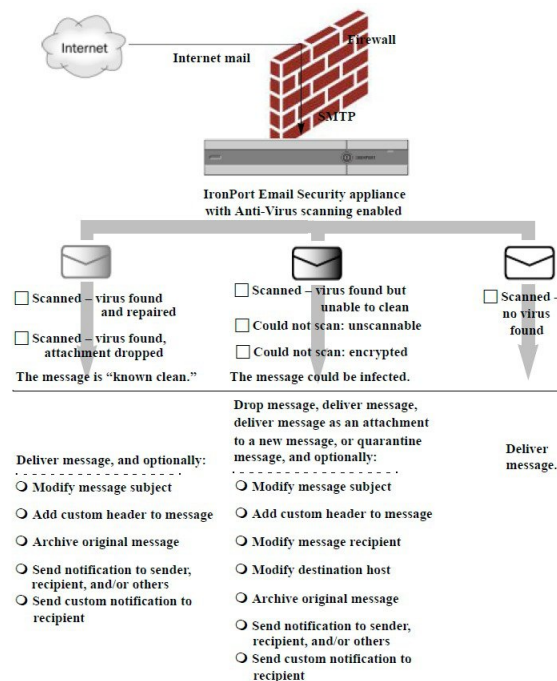 Internet
Internet mail
Firewall
SMTP
IronPort Email Security appliance
with Anti-Virus scanning enabled
Scanned – virus found
and repaired
Scanned – virus found,
attachment dropped
The message is “known clean.”
Scanned – virus found but
unable to clean
Could not scan: unscannable
Could not scan: encrypted
The message could be infected.
Scanned –
no virus
found
Deliver message, and optionally:
Modify message subject
Add custom header to message
Archive original message
Send notification to sender,
recipient, and/or others
Send custom notification to
recipient
Drop message, deliver message,
deliver message as an attachment
to a new message, or quarantine
message, and optionally:
Modify message subject
Add custom header to message
Modify message recipient
Modify destination host
Archive original message
Send notification to sender,
recipient, and/or others
Send custom notification to
recipient
Deliver
message.